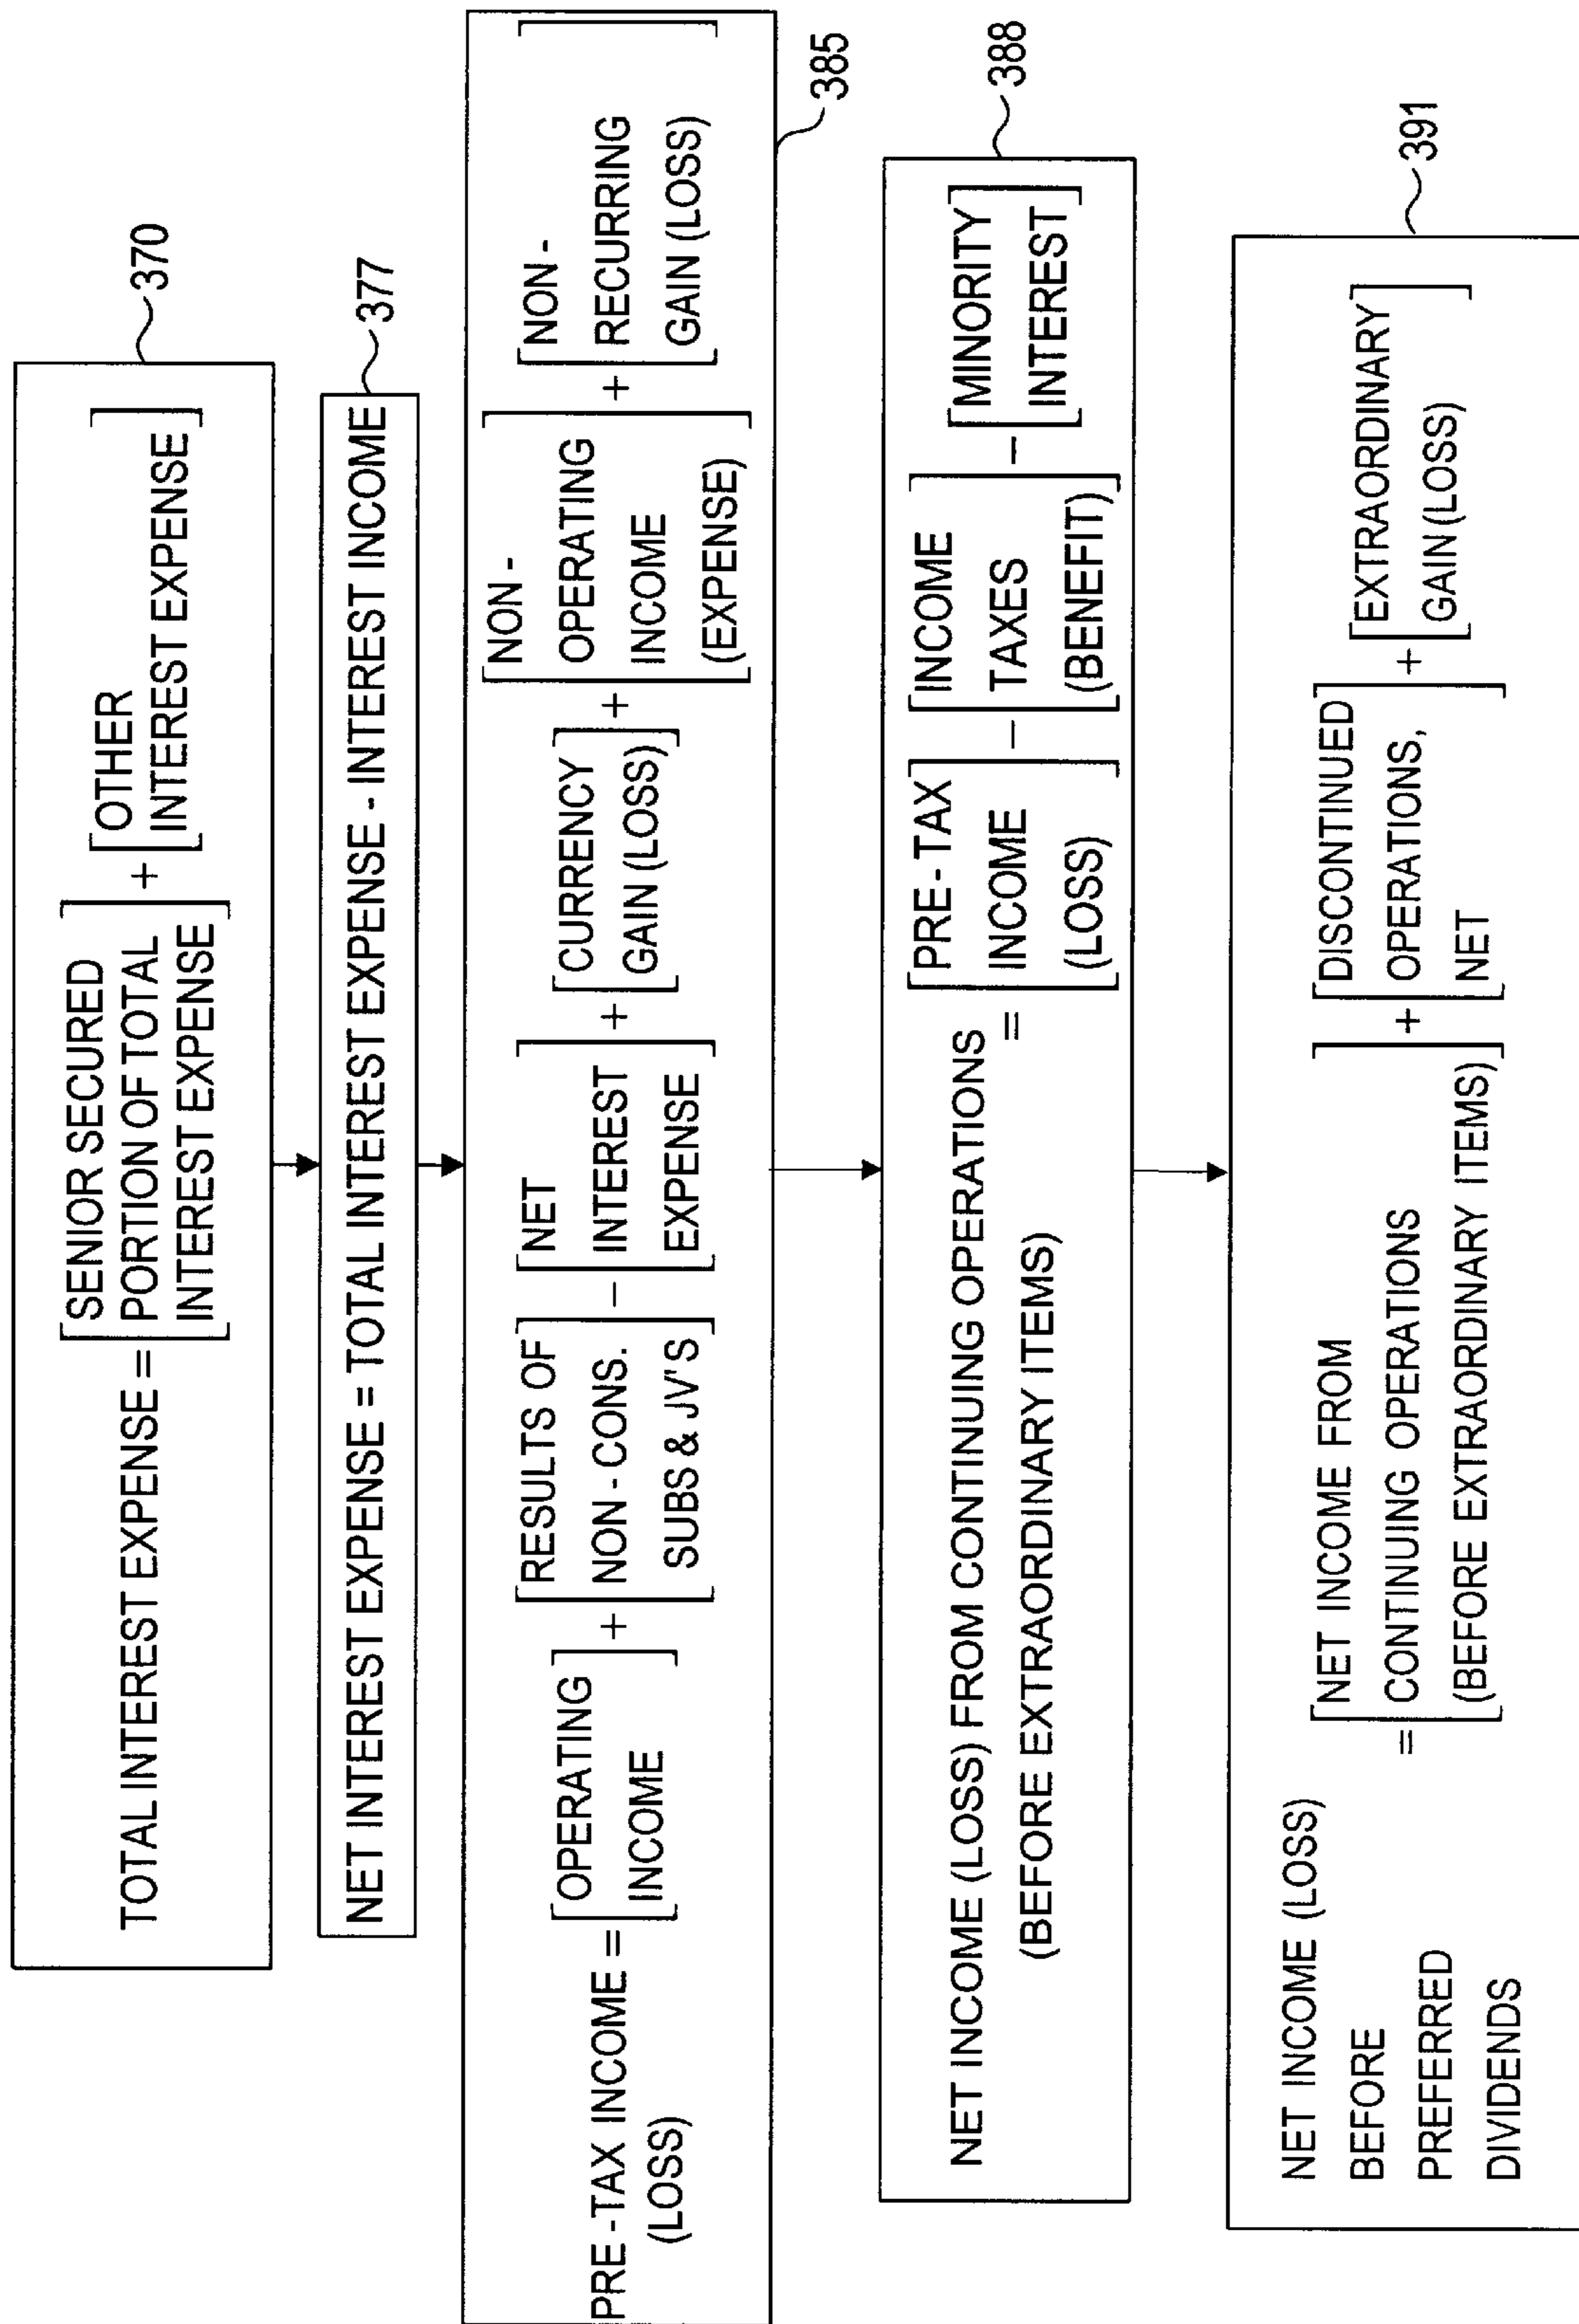 TOTAL INTEREST EXPENSE = [SENIOR SECURED PORTION OF TOTAL INTEREST EXPENSE] + [OTHER INTEREST EXPENSE]
370
NET INTEREST EXPENSE = TOTAL INTEREST EXPENSE - INTEREST INCOME
377
PRE-TAX INCOME (LOSS) = [OPERATING INCOME] + [RESULTS OF NON-CONS. SUBS & JV'S] — [NET INTEREST EXPENSE] + [CURRENCY GAIN (LOSS)] + [NON-OPERATING INCOME (EXPENSE)] + [NON-RECURRING GAIN (LOSS)]
385
NET INCOME (LOSS) FROM CONTINUING OPERATIONS (BEFORE EXTRAORDINARY ITEMS) = [PRE-TAX INCOME (LOSS)] — [INCOME TAXES (BENEFIT)] — [MINORITY INTEREST]
388
NET INCOME (LOSS) BEFORE PREFERRED DIVIDENDS = [NET INCOME FROM CONTINUING OPERATIONS (BEFORE EXTRAORDINARY ITEMS)] + [DISCONTINUED OPERATIONS, NET] + [EXTRAORDINARY GAIN (LOSS)]
391